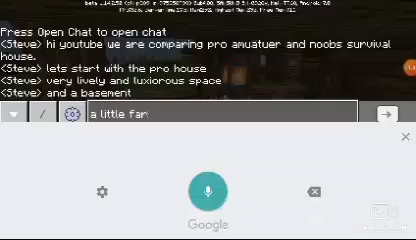 Press Open Chat to open chat
<Steve> hi youtube we are comparing pro amuatuer and noobs survival
house.
<Steve> lets start with the pro house
<Steve> very lively and luxiorous space
<Steve> and a basement
/
a little far
Google